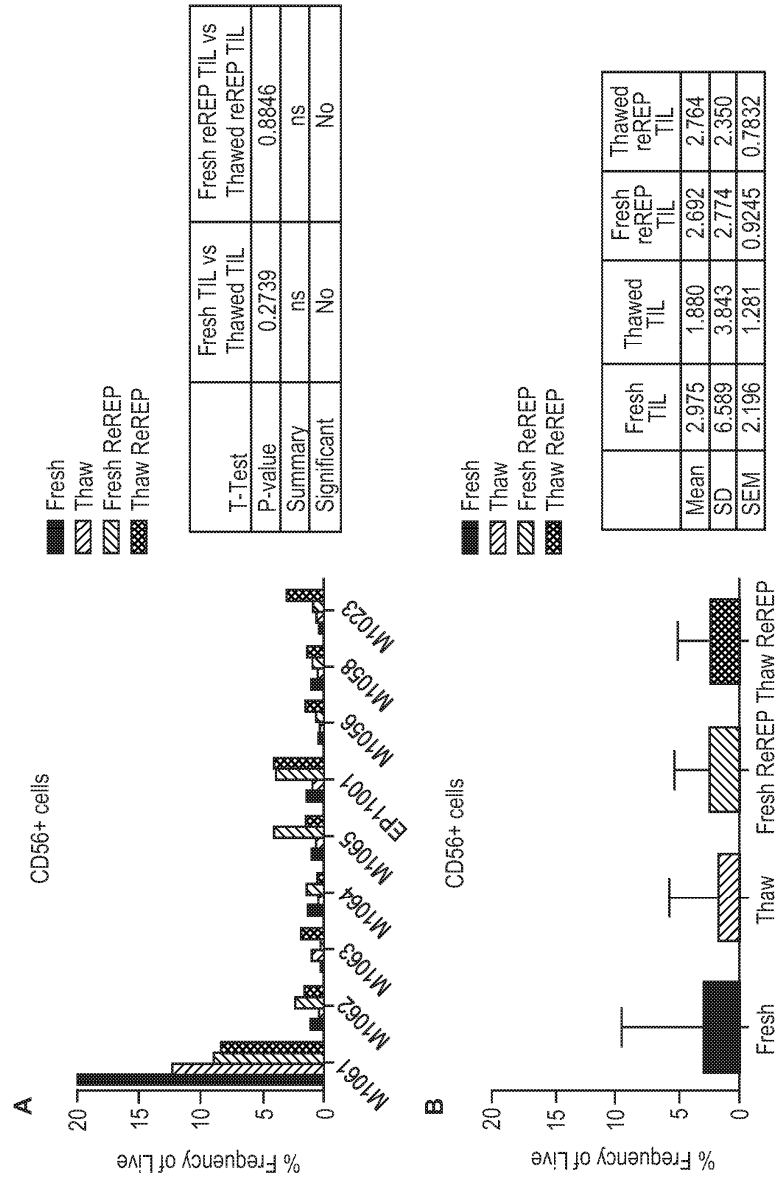 A
CD56+ cells
% Frequency of Live
20
15
10
5
0
M1061
M1062
M1063
M1064
M1065
EP11001
M1056
M1058
M1023
Fresh
Thaw
Fresh ReREP
Thaw ReREP
T-Test
Fresh TIL vs
Thawed TIL
Fresh reREP TIL vs
Thawed reREP TIL
P-value 0.2739 0.8846
Summary ns ns
Significant No No
B
CD56+ cells
% Frequency of Live
20
15
10
5
0
Fresh Thaw Fresh ReREP Thaw ReREP
Fresh
Thaw
Fresh ReREP
Thaw ReREP
Fresh
TIL
Thawed
TIL
Fresh
reREP
TIL
Thawed
reREP
TIL
Mean 2.975 1.880 2.692 2.764
SD 6.589 3.843 2.774 2.350
SEM 2.196 1.281 0.9245 0.7832